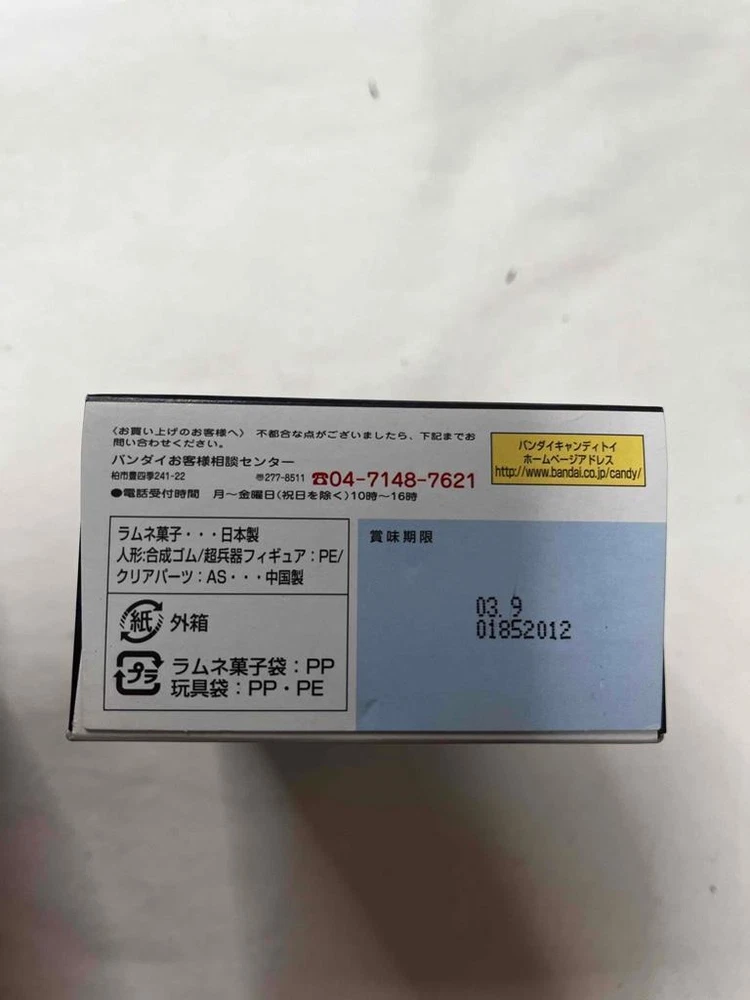 〈お買い上げのお客様へ〉 不都合な点がございましたら、下記までお
問い合わせください。
バンダイお客様相談センター
柏市豊四季241-22 〠277-8511 ☎04-7148-7621
●電話受付時間 月～金曜日(祝日を除く)10時～16時
バンダイキャンディトイ
ホームページアドレス
http://www.bandai.co.jp/candy/
ラムネ菓子・・・日本製
人形:合成ゴム/超兵器フィギュア：PE/
クリアパーツ：AS・・・中国製
紙 外箱
プラ ラムネ菓子袋：PP
玩具袋：PP・PE
賞味期限
03. 9
01852012